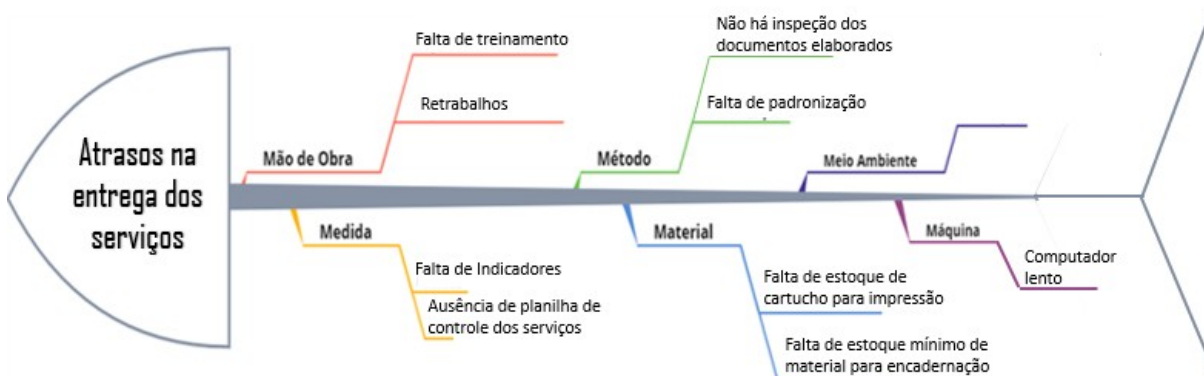 Atrasos na
entrega dos
serviços
Falta de treinamento
Retrabalhos
Mão de Obra
Não há inspeção dos
documentos elaborados
Falta de padronização
Método
Meio Ambiente
Medida
Falta de Indicadores
Ausência de planilha de
controle dos serviços
Material
Falta de estoque de
cartucho para impressão
Falta de estoque mínimo de
material para encadernação
Máquina
Computador
lento